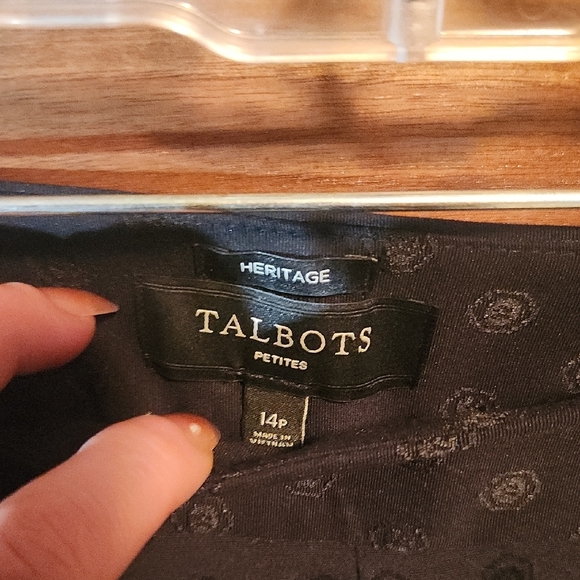 HERITAGE
TALBOTS
PETITES
14P
MADE IN
VIETNAM